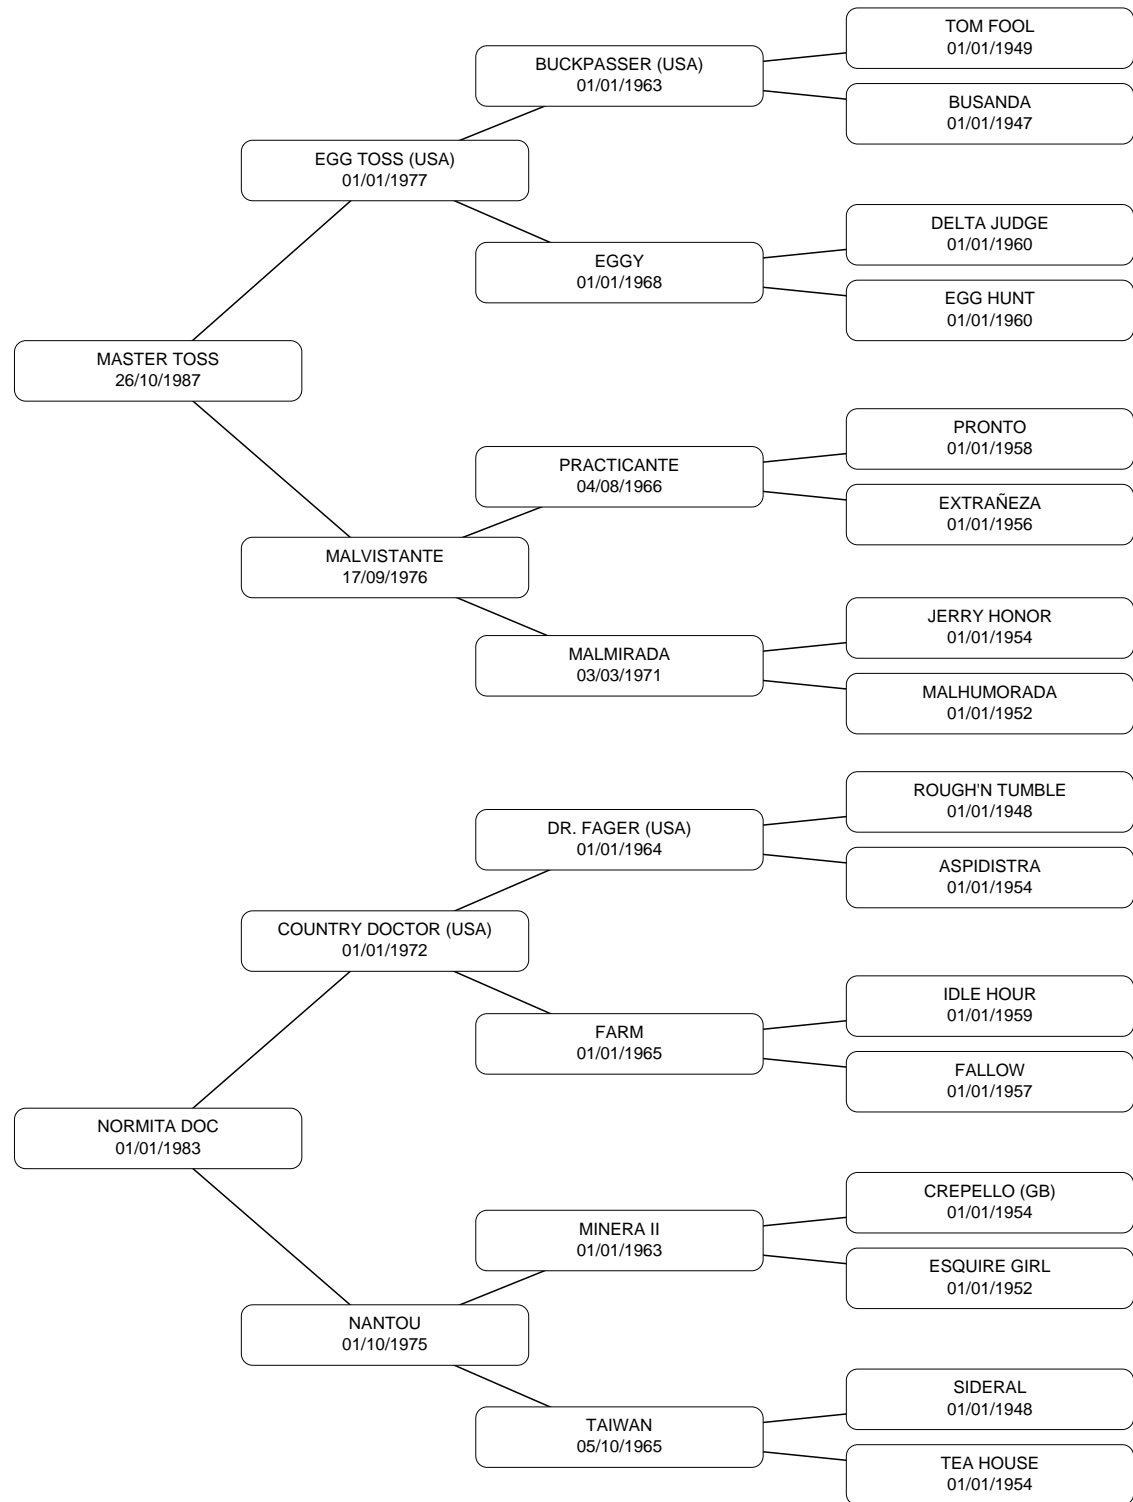 TOM FOOL
01/01/1949
BUCKPASSER (USA)
01/01/1963
BUSANDA
01/01/1947
EGG TOSS (USA)
01/01/1977
DELTA JUDGE
01/01/1960
EGGY
01/01/1968
EGG HUNT
01/01/1960
MASTER TOSS
26/10/1987
PRONTO
01/01/1958
PRACTICANTE
04/08/1966
EXTRAÑEZA
01/01/1956
MALVISTANTE
17/09/1976
JERRY HONOR
01/01/1954
MALMIRADA
03/03/1971
MALHUMORADA
01/01/1952
ROUGH'N TUMBLE
01/01/1948
DR. FAGER (USA)
01/01/1964
ASPIDISTRA
01/01/1954
COUNTRY DOCTOR (USA)
01/01/1972
IDLE HOUR
01/01/1959
FARM
01/01/1965
FALLOW
01/01/1957
NORMITA DOC
01/01/1983
CREPELLO (GB)
01/01/1954
MINERA II
01/01/1963
ESQUIRE GIRL
01/01/1952
NANTOU
01/10/1975
SIDERAL
01/01/1948
TAIWAN
05/10/1965
TEA HOUSE
01/01/1954